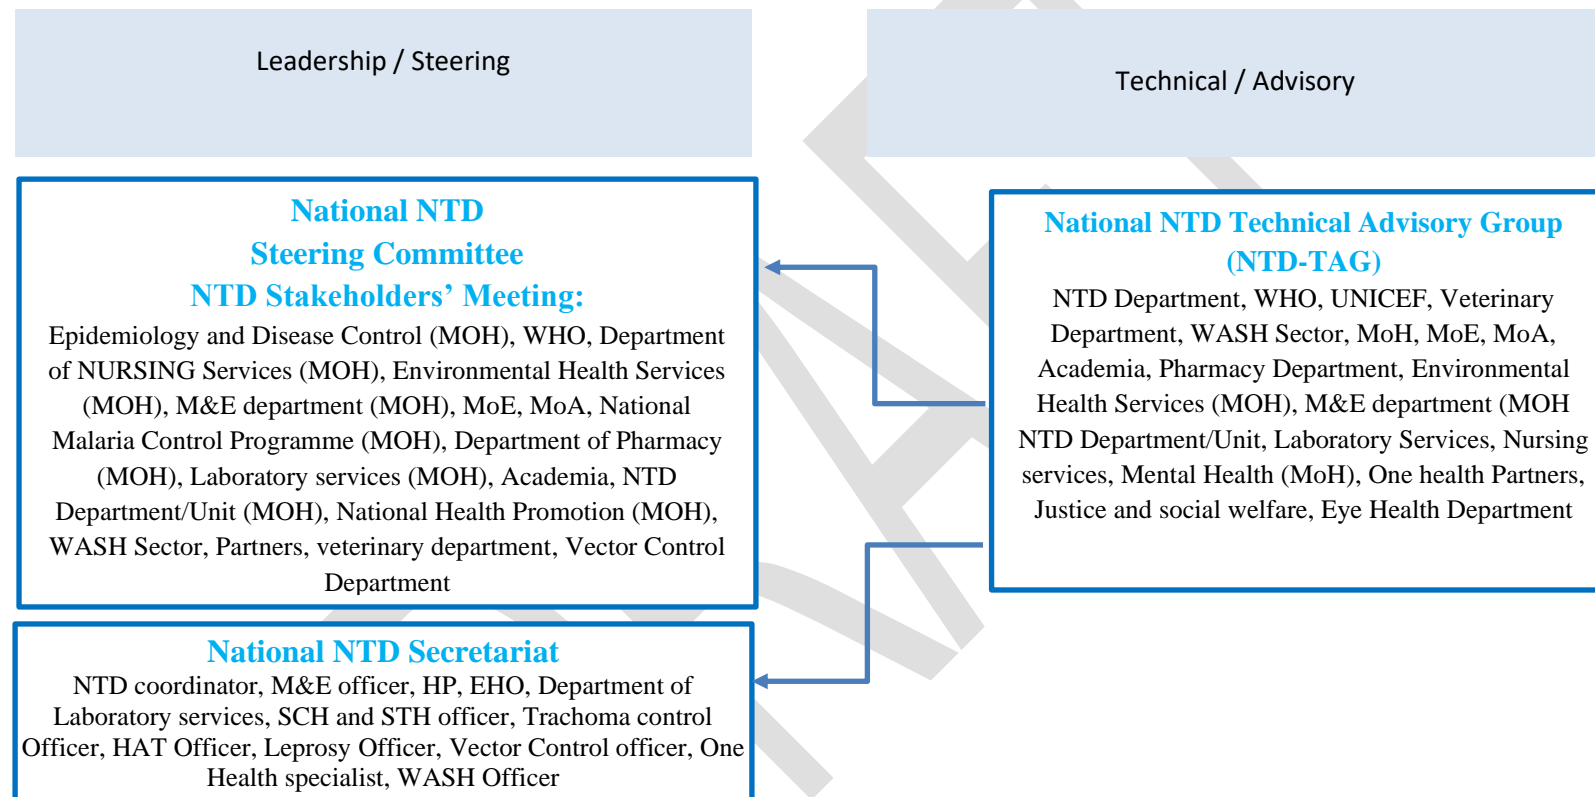 Leadership / Steering
Technical / Advisory
National NTD
Steering Committee
NTD Stakeholders’ Meeting:
Epidemiology and Disease Control (MOH), WHO, Department
of NURSING Services (MOH), Environmental Health Services
(MOH), M&E department (MOH), MoE, MoA, National
Malaria Control Programme (MOH), Department of Pharmacy
(MOH), Laboratory services (MOH), Academia, NTD
Department/Unit (MOH), National Health Promotion (MOH),
WASH Sector, Partners, veterinary department, Vector Control
Department
National NTD Technical Advisory Group
(NTD-TAG)
NTD Department, WHO, UNICEF, Veterinary
Department, WASH Sector, MoH, MoE, MoA,
Academia, Pharmacy Department, Environmental
Health Services (MOH), M&E department (MOH
NTD Department/Unit, Laboratory Services, Nursing
services, Mental Health (MoH), One health Partners,
Justice and social welfare, Eye Health Department
National NTD Secretariat
NTD coordinator, M&E officer, HP, EHO, Department of
Laboratory services, SCH and STH officer, Trachoma control
Officer, HAT Officer, Leprosy Officer, Vector Control officer, One
Health specialist, WASH Officer